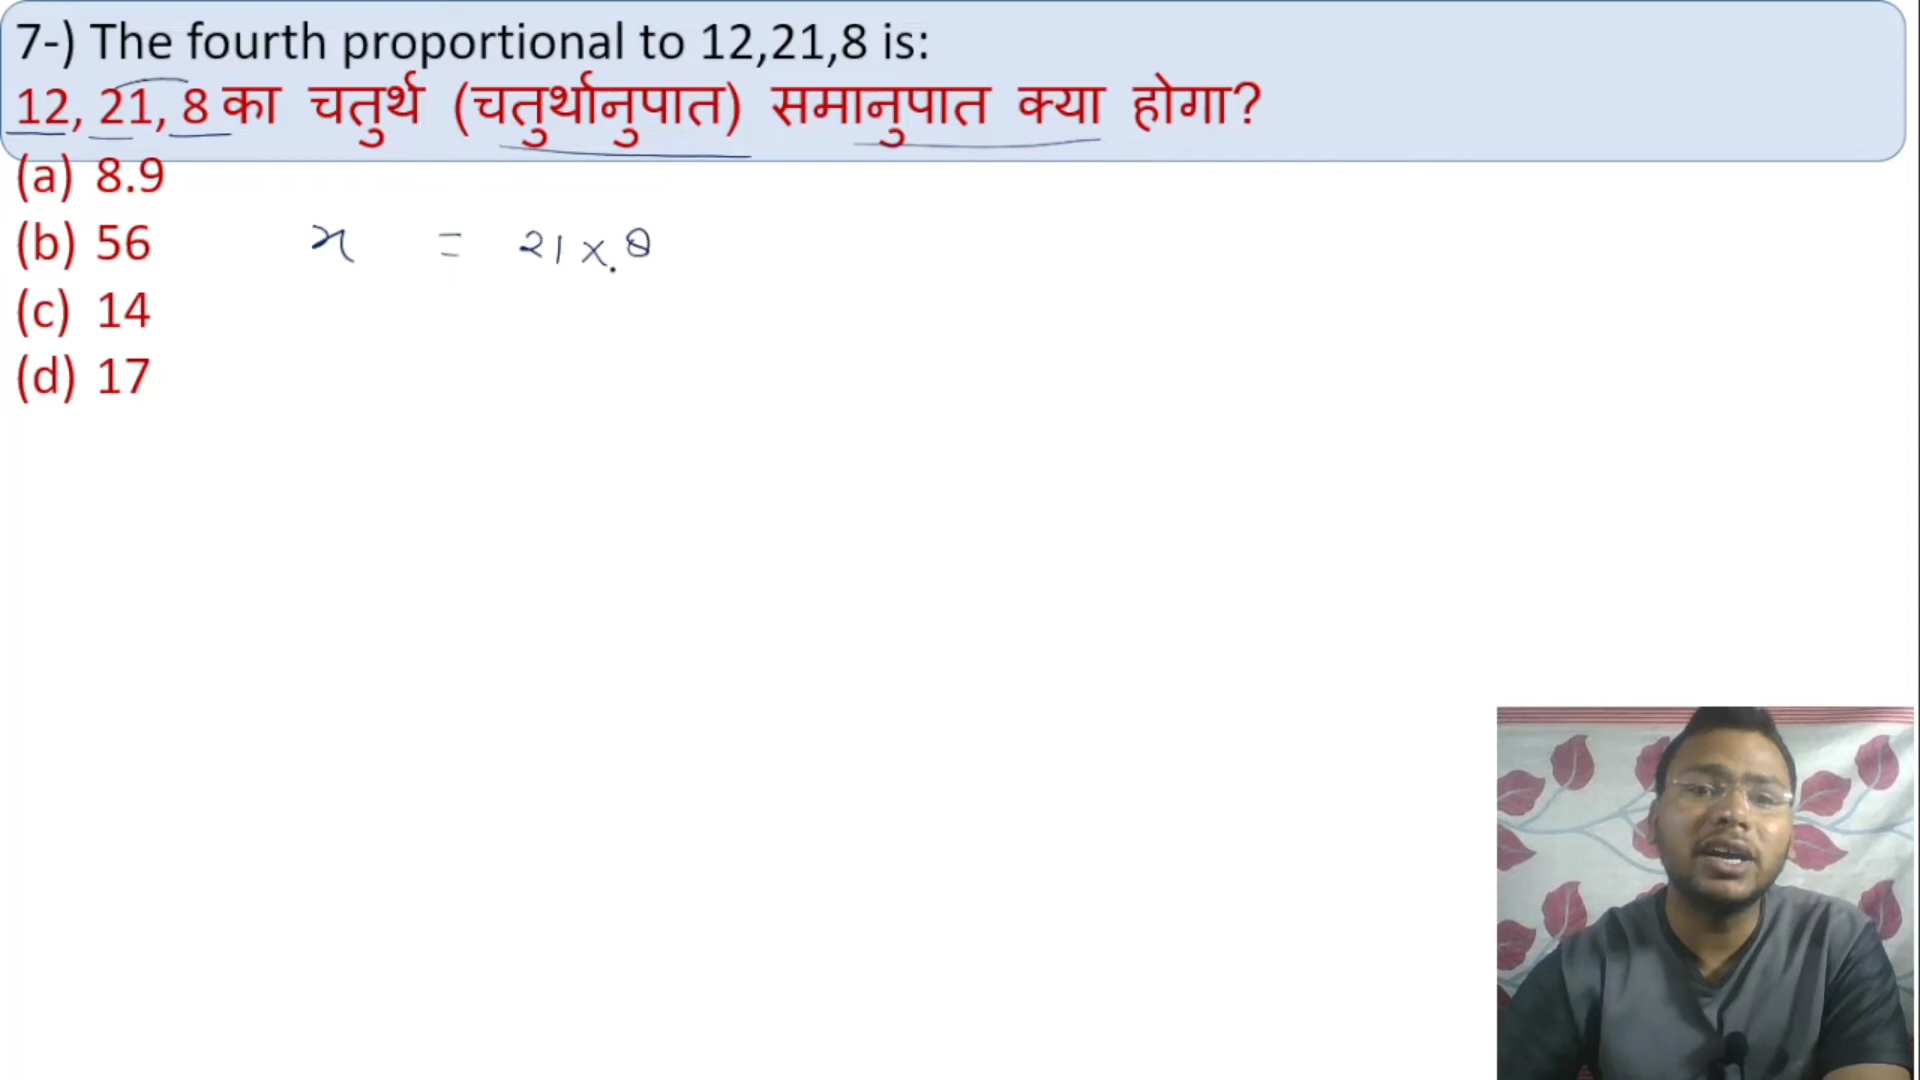 7-) The fourth proportional to 12,21,8 is:
12, 21, 8 का चतुर्थ (चतुर्थानुपात) समानुपात क्या होगा?
(a) 8.9
(b) 56
x = 21 x 8
(c) 14
(d) 17